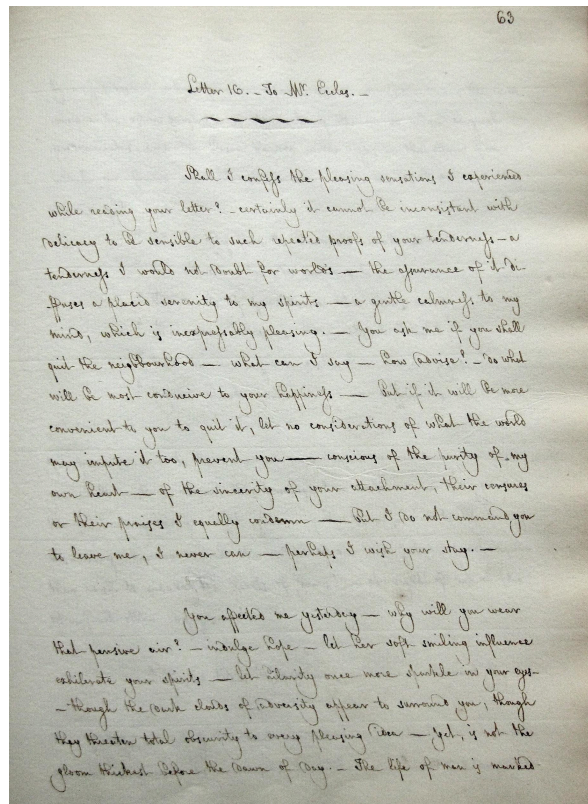 63
Letter 16. - To Mr. Eccles. -
Shall I confess the pleasing sensations I experienced
while reading your letter? - certainly it cannot be inconsistant with
delicacy to be sensible to such repeated proofs of your tenderness - a
tenderness I would not doubt for worlds — the assurance of it di-
ffuses a placid serenity to my spirits — a gentle calmness to my
mind, which is inexpressably pleasing. - You ask me if you shall
quit the neighbourhood — what can I say — how advise? - do what
will be most conducive to your happiness — but if it will be more
convenient to you to quit it, let no considerations of what the world
may impute it too, prevent you — conscious of the purity of my
own heart — of the sincerity of your attachment, their censures
or their praises I equally condemn — But I do not command you
to leave me, I never can — perhaps I wish your stay. -
You affected me yesterday — why will you wear
that pensive air? - indulge hope - let her soft smiling influence
exhilerate your spirits — let alarity once more sparkle in your eyes-
- though the dark clouds of adversity appear to surround you, though
they threaten total obscurity to every pleasing idea — yet, is not the
gloom thickest before the dawn of day. - The life of man is marked